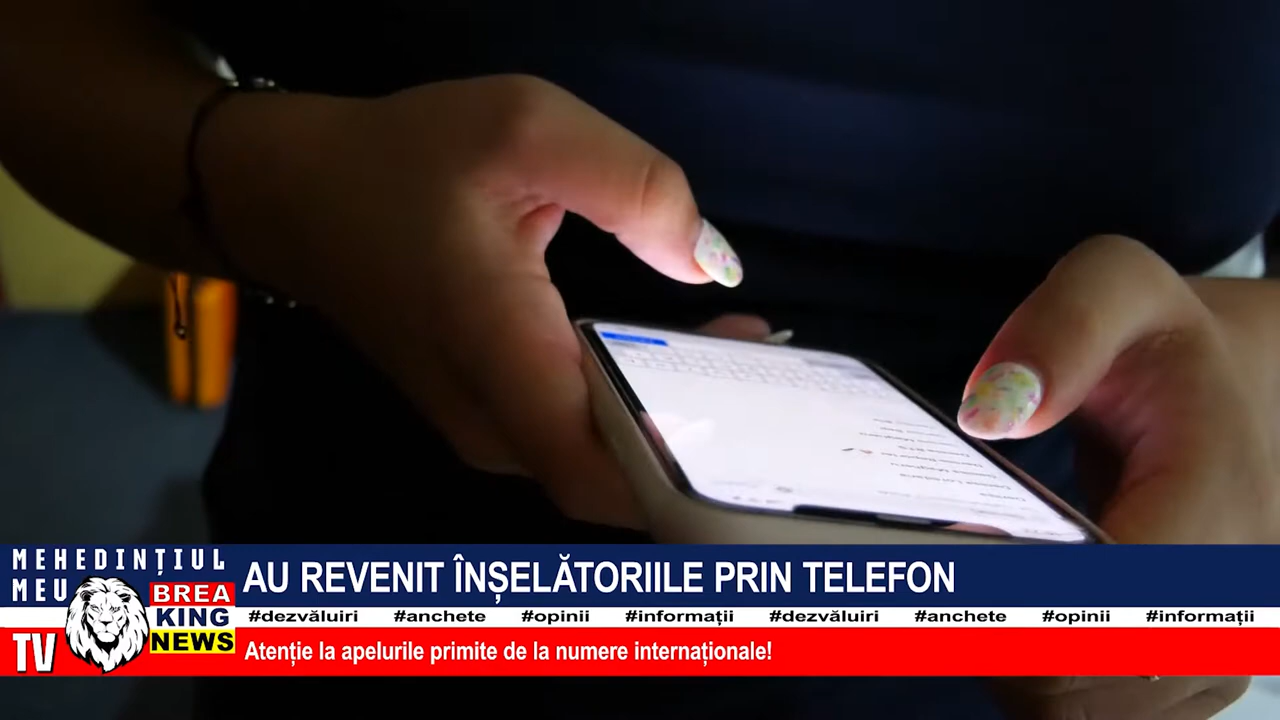 MEHEDINȚIUL
MEU
TV
BREA
KING
NEWS
AU REVENIT ÎNȘELĂTORIILE PRIN TELEFON
#dezvăluiri #anchete #opinii #informații #dezvăluiri #anchete #opinii #informații
Atenție la apelurile primite de la numere internaționale!